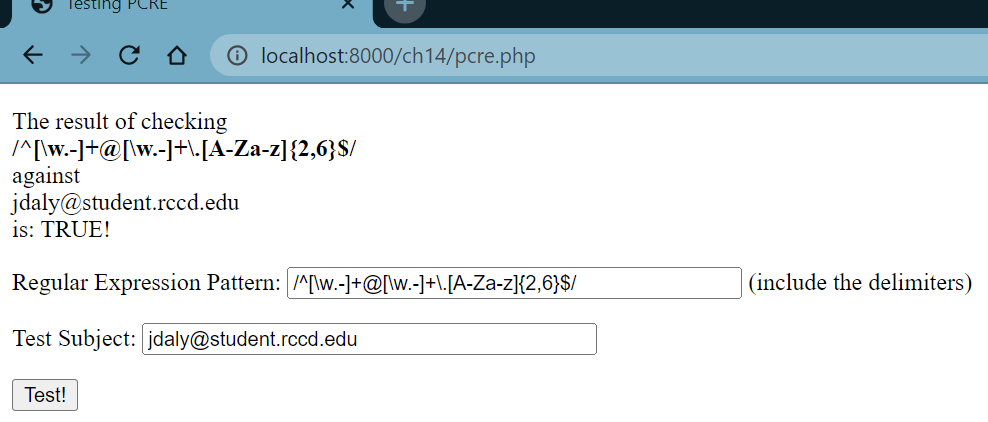 Testing PCRE
localhost:8000/ch14/pcre.php
The result of checking
/^[\w.-]+@[\w.-]+\.[A-Za-z]{2,6}$/
against
jdaly@student.rccd.edu
is: TRUE!
Regular Expression Pattern: /^[\w.-]+@[\w.-]+\.[A-Za-z]{2,6}$/ (include the delimiters)
Test Subject: jdaly@student.rccd.edu
Test!